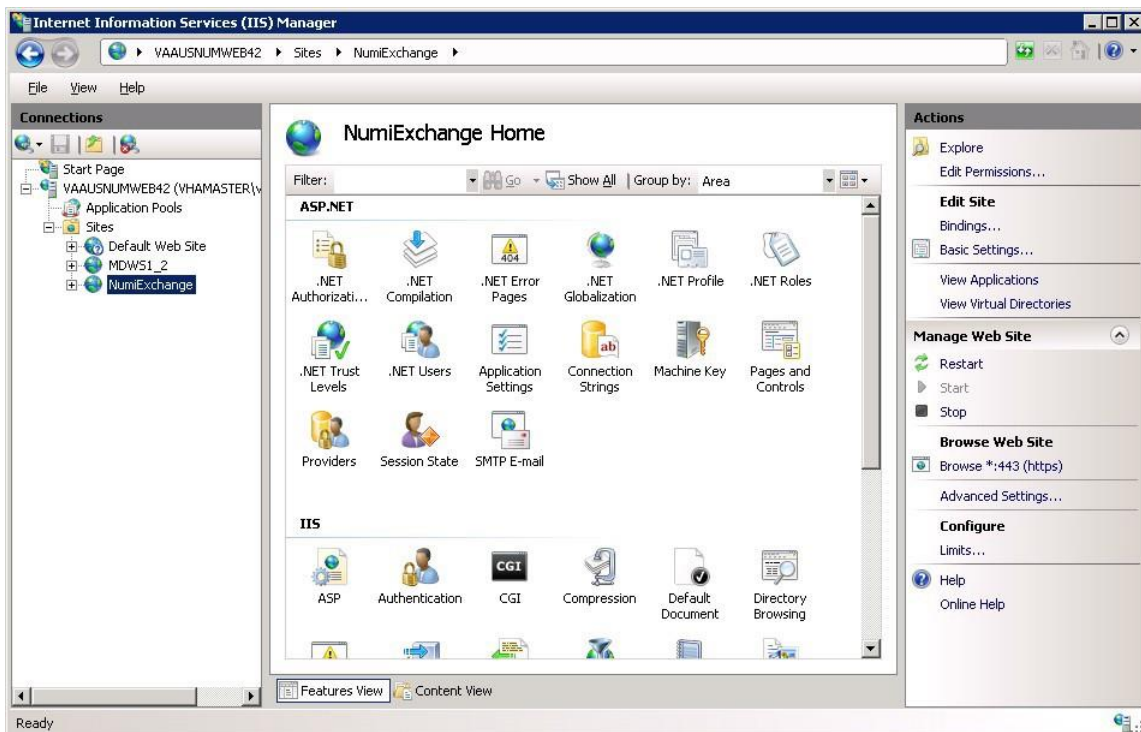 Internet Information Services (IIS) Manager
VAAUSNUMWEB42 Sites NumiExchange
File View Help
Connections
Start Page
VAAUSNUMWEB42 (VHAMASTER\v
Application Pools
Sites
Default Web Site
MDWS1_2
NumiExchange
NumiExchange Home
Filter: Go Show All Group by: Area
ASP.NET
.NET Authorizati...
.NET Compilation
404
.NET Error Pages
.NET Globalization
.NET Profile
.NET Roles
.NET Trust Levels
.NET Users
Application Settings
ab
Connection Strings
Machine Key
Pages and Controls
Providers
Session State
SMTP E-mail
IIS
ASP
Authentication
CGI
CGI
Compression
Default Document
Directory Browsing
Features View Content View
Actions
Explore
Edit Permissions...
Edit Site
Bindings...
Basic Settings...
View Applications
View Virtual Directories
Manage Web Site
Restart
Start
Stop
Browse Web Site
Browse *:443 (https)
Advanced Settings...
Configure
Limits...
Help
Online Help
Ready